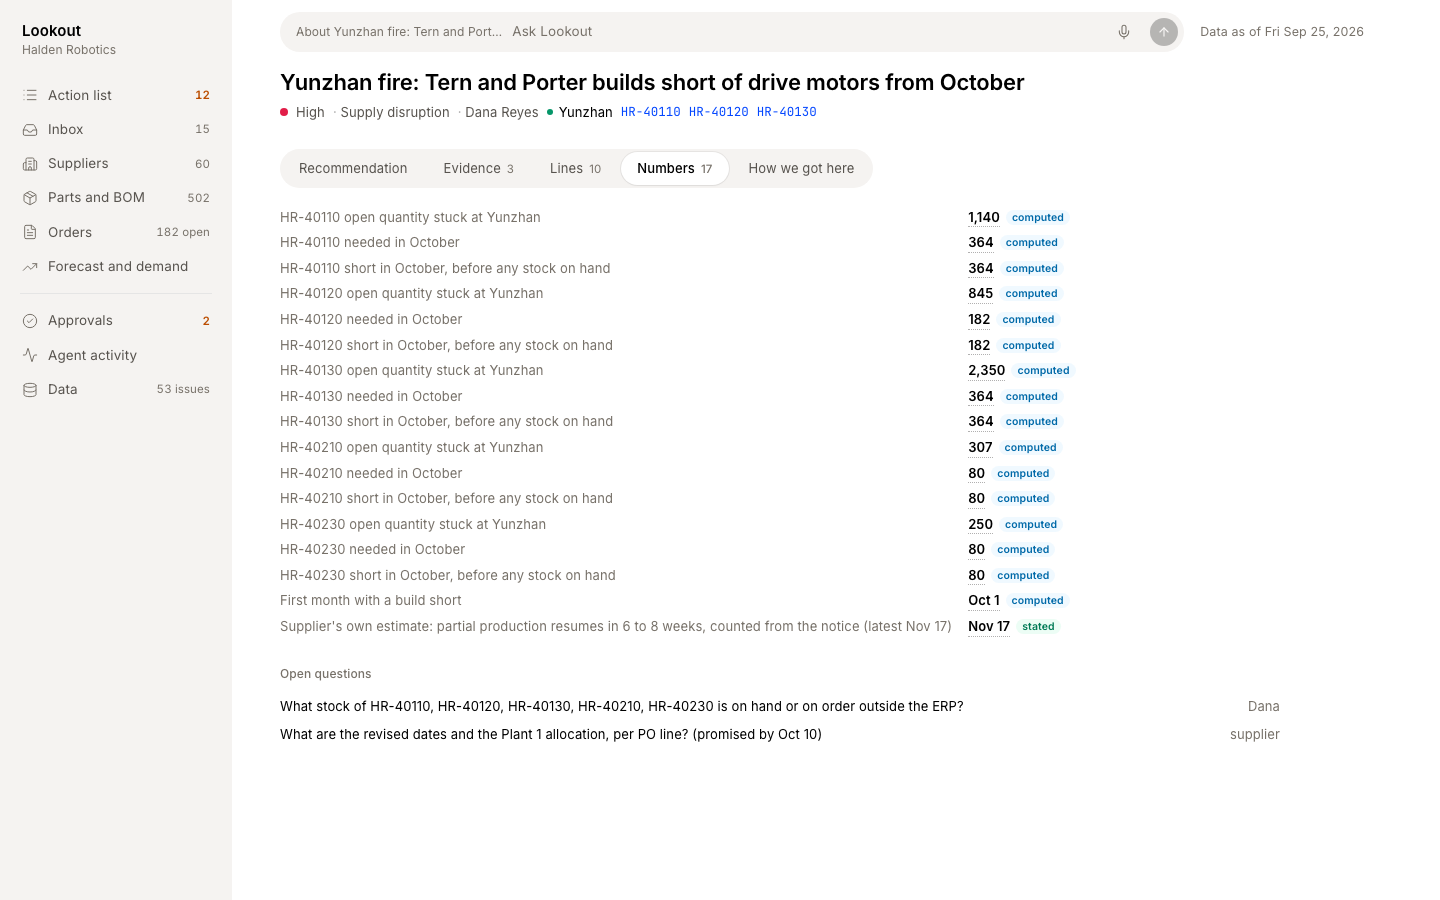 Lookout
Halden Robotics
Action list 12
Inbox 15
Suppliers 60
Parts and BOM 502
Orders 182 open
Forecast and demand
Approvals 2
Agent activity
Data 53 issues
About Yunzhan fire: Tern and Port... Ask Lookout
Data as of Fri Sep 25, 2026
Yunzhan fire: Tern and Porter builds short of drive motors from October
High · Supply disruption · Dana Reyes Yunzhan HR-40110 HR-40120 HR-40130
Recommendation Evidence 3 Lines 10 Numbers 17 How we got here
HR-40110 open quantity stuck at Yunzhan 1,140 computed
HR-40110 needed in October 364 computed
HR-40110 short in October, before any stock on hand 364 computed
HR-40120 open quantity stuck at Yunzhan 845 computed
HR-40120 needed in October 182 computed
HR-40120 short in October, before any stock on hand 182 computed
HR-40130 open quantity stuck at Yunzhan 2,350 computed
HR-40130 needed in October 364 computed
HR-40130 short in October, before any stock on hand 364 computed
HR-40210 open quantity stuck at Yunzhan 307 computed
HR-40210 needed in October 80 computed
HR-40210 short in October, before any stock on hand 80 computed
HR-40230 open quantity stuck at Yunzhan 250 computed
HR-40230 needed in October 80 computed
HR-40230 short in October, before any stock on hand 80 computed
First month with a build short Oct 1 computed
Supplier's own estimate: partial production resumes in 6 to 8 weeks, counted from the notice (latest Nov 17) Nov 17 stated
Open questions
What stock of HR-40110, HR-40120, HR-40130, HR-40210, HR-40230 is on hand or on order outside the ERP? Dana
What are the revised dates and the Plant 1 allocation, per PO line? (promised by Oct 10) supplier